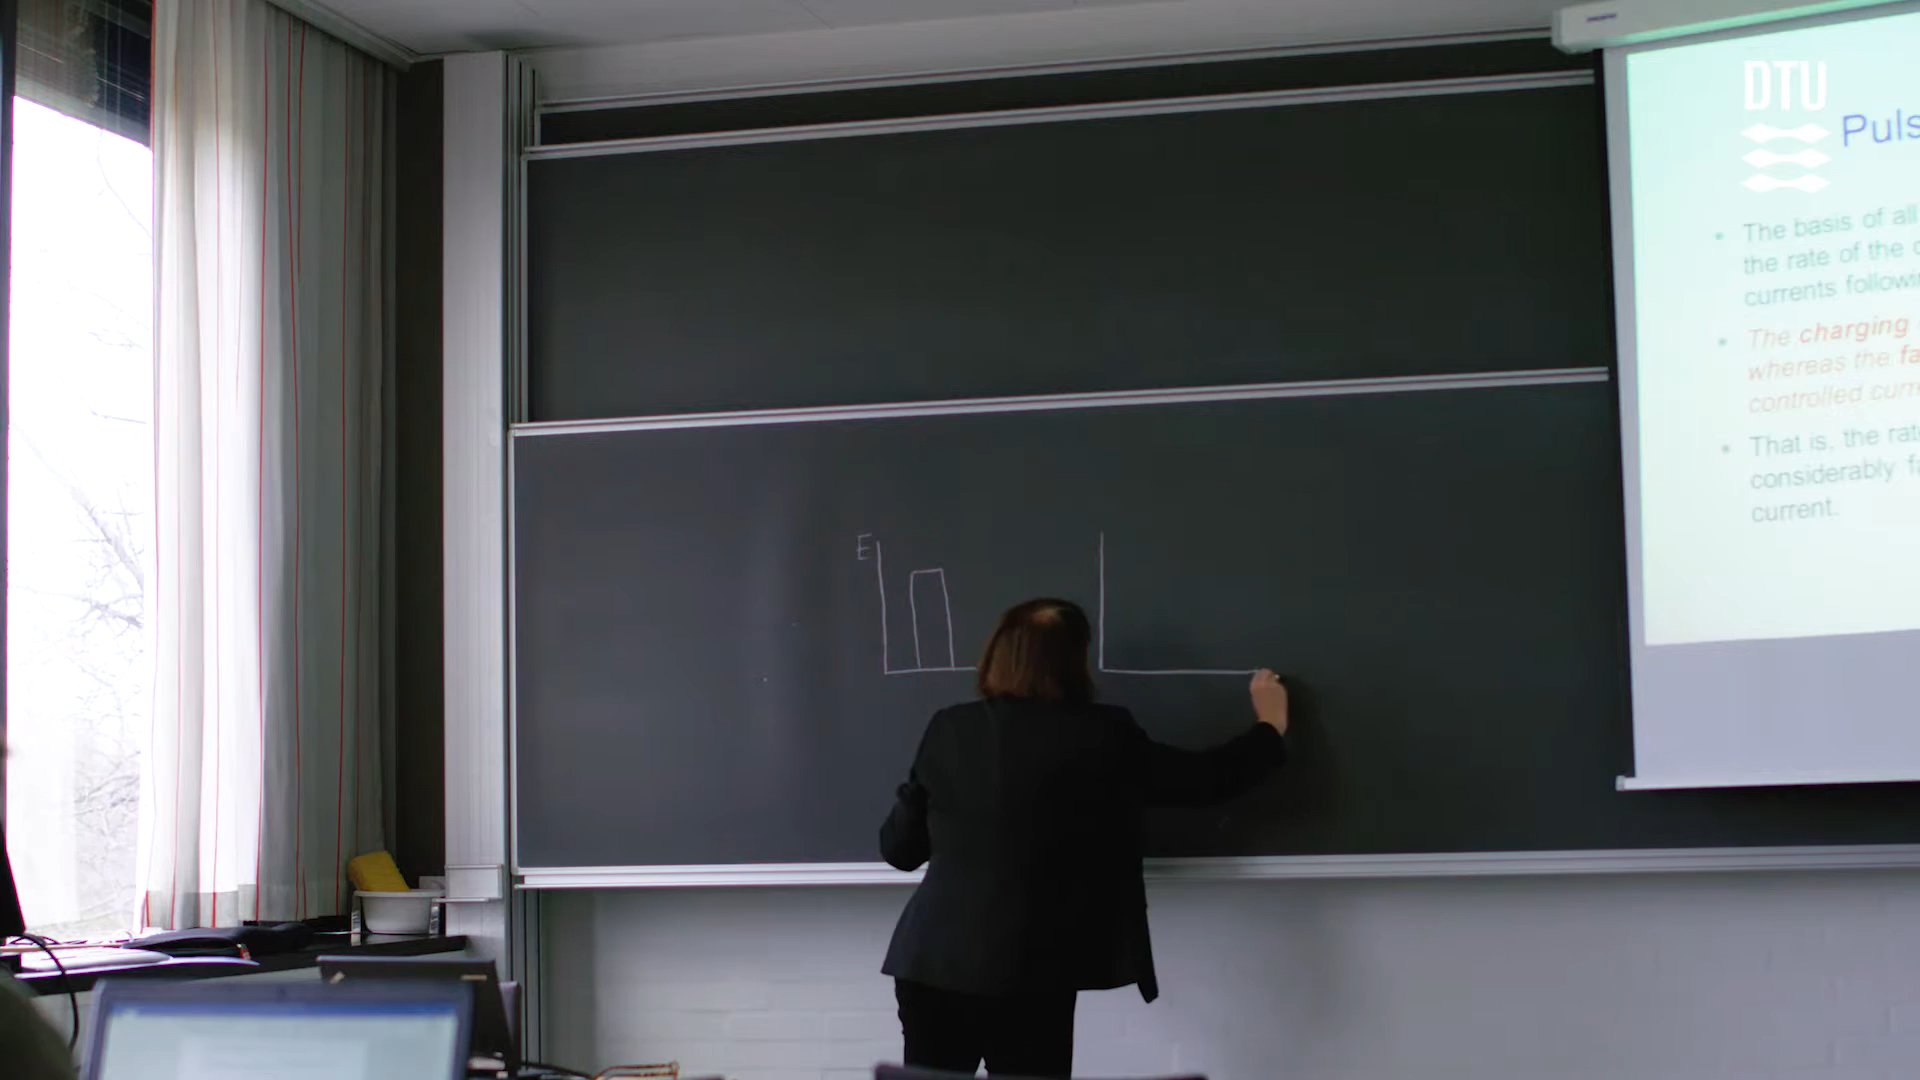 E
DTU
Puls
• The basis of all
the rate of the
currents followi
• The charging
whereas the fa
controlled curr
• That is, the rat
considerably fa
current.